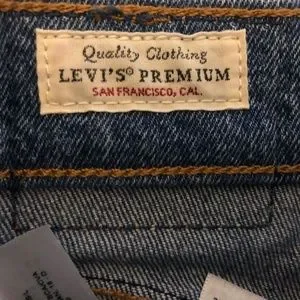 Quality Clothing
LEVI'S® PREMIUM
SAN FRANCISCO, CAL.